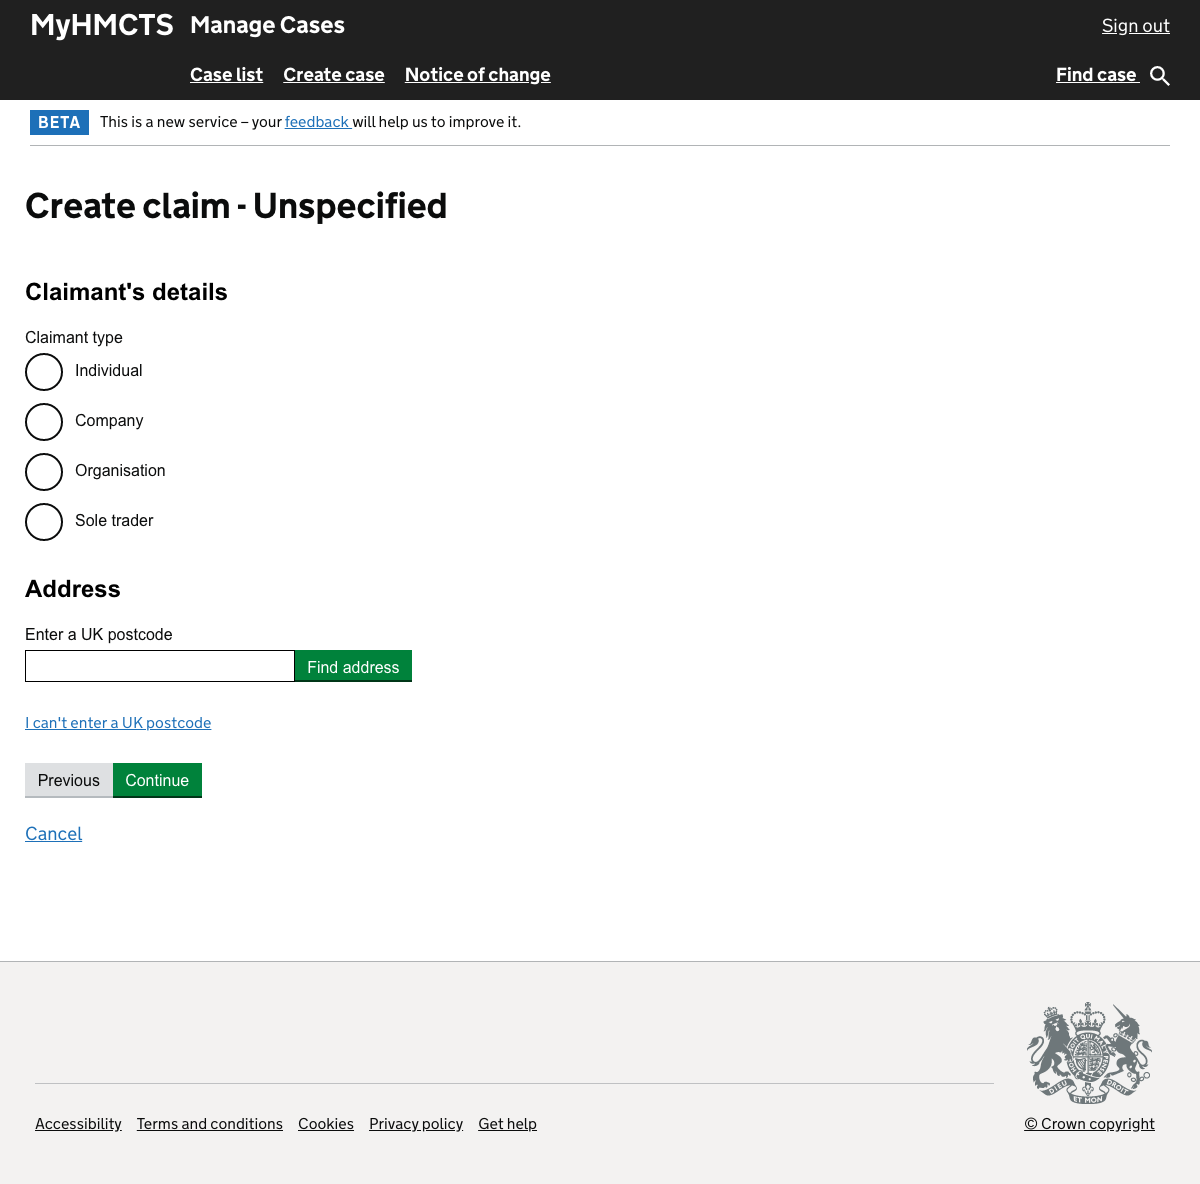 MyHMCTS Manage Cases Sign out
Case list Create case Notice of change Find case
BETA This is a new service – your feedback will help us to improve it.
Create claim - Unspecified
Claimant's details
Claimant type
Individual
Company
Organisation
Sole trader
Address
Enter a UK postcode
Find address
I can't enter a UK postcode
Previous Continue
Cancel
DIEU ET MON DROIT
Accessibility Terms and conditions Cookies Privacy policy Get help © Crown copyright